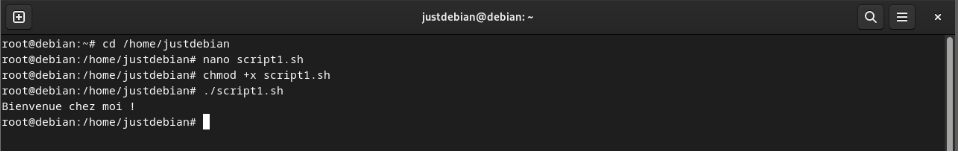 justdebian@debian: ~
root@debian:~# cd /home/justdebian
root@debian:/home/justdebian# nano script1.sh
root@debian:/home/justdebian# chmod +x script1.sh
root@debian:/home/justdebian# ./script1.sh
Bienvenue chez moi !
root@debian:/home/justdebian#